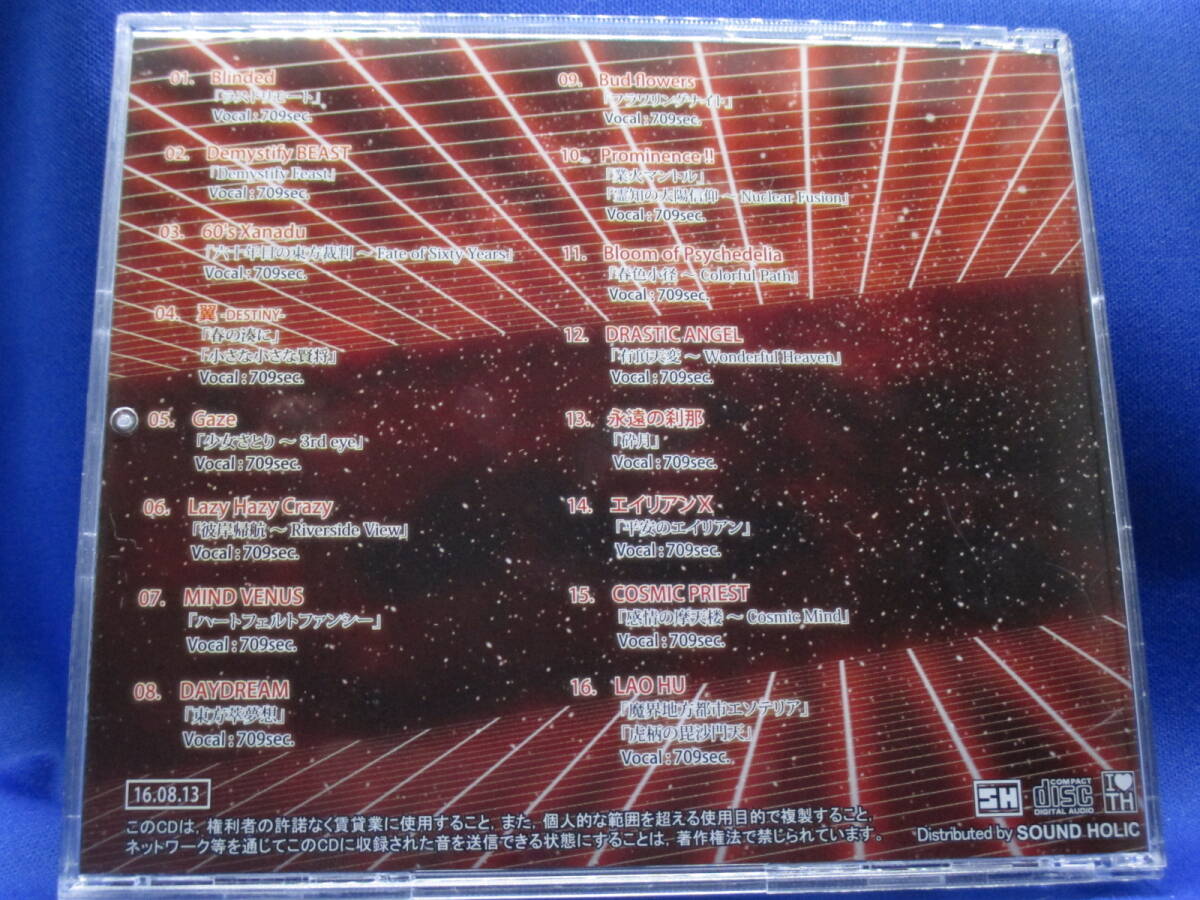 01. Blinded
「ラストリモート」
Vocal : 709sec.
02. Demystify BEAST
「Demystify Feast」
Vocal : 709sec.
03. 60's Xanadu
「六十年目の東方裁判 ～ Fate of Sixty Years」
Vocal : 709sec.
04. 翼 -DESTINY-
「春の湊に」
「小さな小さな賢将」
Vocal : 709sec.
05. Gaze
「少女さとり ～ 3rd eye」
Vocal : 709sec.
06. Lazy Hazy Crazy
「彼岸帰航 ～ Riverside View」
Vocal : 709sec.
07. MIND VENUS
「ハートフェルトファンシー」
Vocal : 709sec.
08. DAYDREAM
「東方萃夢想」
Vocal : 709sec.
09. Bud flowers
「フラワリングナイト」
Vocal : 709sec.
10. Prominence !!
「業火マントル」
「霊知の太陽信仰 ～ Nuclear Fusion」
Vocal : 709sec.
11. Bloom of Psychedelia
「春色小径 ～ Colorful Path」
Vocal : 709sec.
12. DRASTIC ANGEL
「有頂天変 ～ Wonderful Heaven」
Vocal : 709sec.
13. 永遠の刹那
「砕月」
Vocal : 709sec.
14. エイリアンX
「平安のエイリアン」
Vocal : 709sec.
15. COSMIC PRIEST
「感情の摩天楼 ～ Cosmic Mind」
Vocal : 709sec.
16. LAO HU
「魔界地方都市エソテリア」
「虎柄の毘沙門天」
Vocal : 709sec.
16.08.13
このCDは、権利者の許諾なく賃貸業に使用すること、また、個人的な範囲を超える使用目的で複製すること、
ネットワーク等を通じてこのCDに収録された音を送信できる状態にすることは、著作権法で禁じられています。
SH
COMPACT
disc
DIGITAL AUDIO
I♥
TH
Distributed by SOUND HOLIC